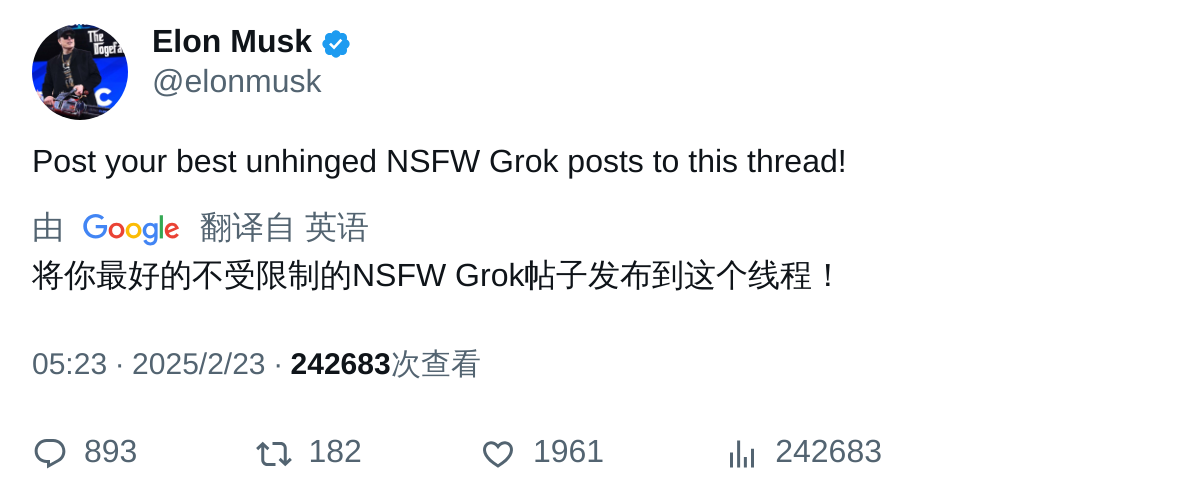 The
Dogefa
C
Elon Musk
@elonmusk
Post your best unhinged NSFW Grok posts to this thread!
由 Google 翻译自 英语
将你最好的不受限制的NSFW Grok帖子发布到这个线程！
05:23 · 2025/2/23 · 242683次查看
893 182 1961 242683